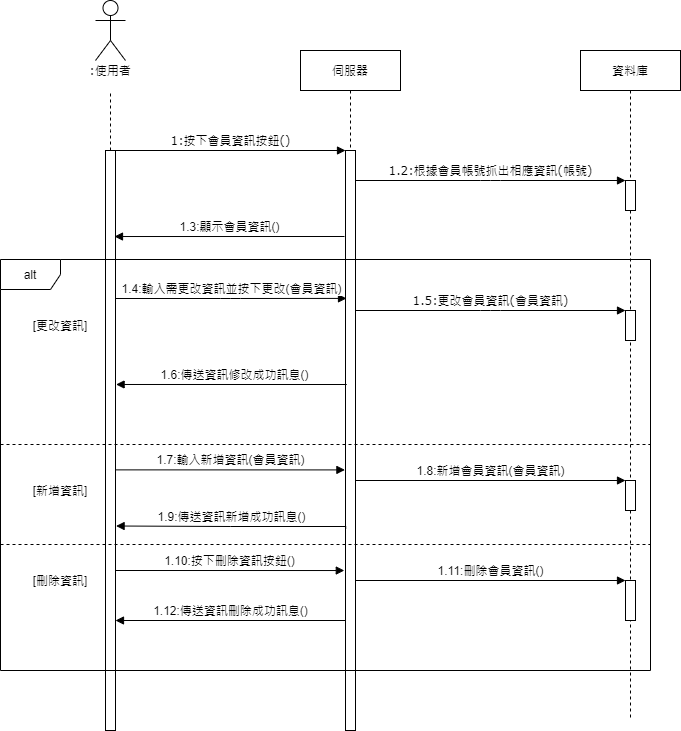 :使用者
伺服器
資料庫
1:按下會員資訊按鈕()
1.2:根據會員帳號抓出相應資訊(帳號)
1.3:顯示會員資訊()
alt
1.4:輸入需更改資訊並按下更改(會員資訊)
1.5:更改會員資訊(會員資訊)
[更改資訊]
1.6:傳送資訊修改成功訊息()
1.7:輸入新增資訊(會員資訊)
1.8:新增會員資訊(會員資訊)
[新增資訊]
1.9:傳送資訊新增成功訊息()
1.10:按下刪除資訊按鈕()
1.11:刪除會員資訊()
[刪除資訊]
1.12:傳送資訊刪除成功訊息()